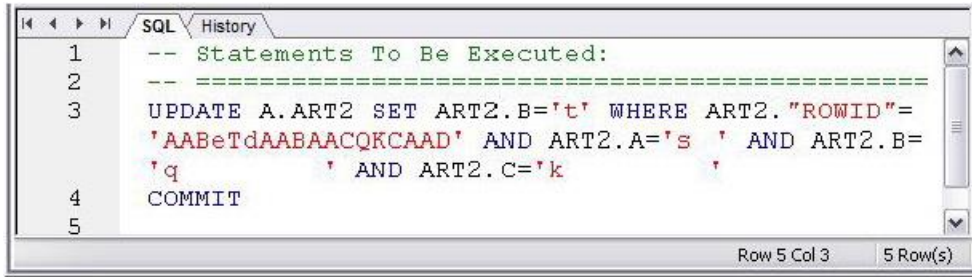 SQL History
1 -- Statements To Be Executed:
2 -- ==============================================
3 UPDATE A.ART2 SET ART2.B='t' WHERE ART2."ROWID"=
'AABeTdAABAACQKCAAD' AND ART2.A='s ' AND ART2.B=
'q         ' AND ART2.C='k         '
4 COMMIT
5
Row 5 Col 3 5 Row(s)